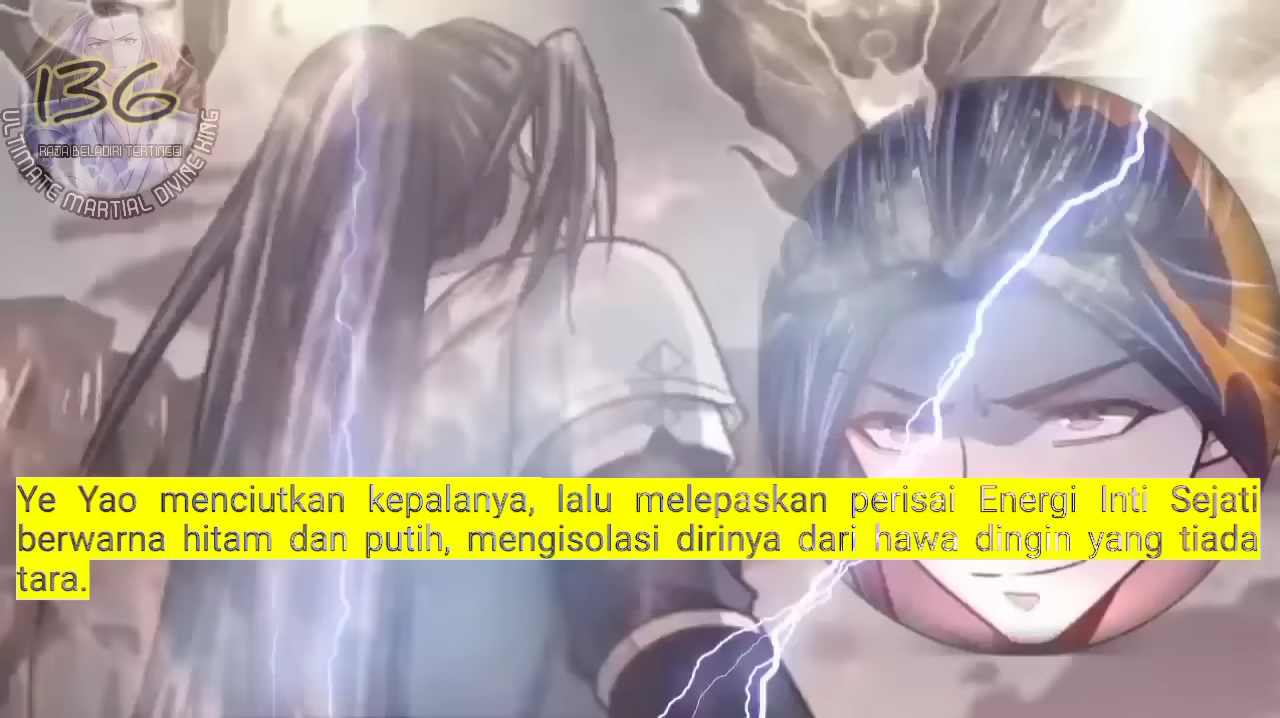 136
RAJA BELADIRI TERTINGGI
ULTIMATE MARTIAL DIVINE KING
Ye Yao menciutkan kepalanya, lalu melepaskan perisai Energi Inti Sejati
berwarna hitam dan putih, mengisolasi dirinya dari hawa dingin yang tiada
tara.